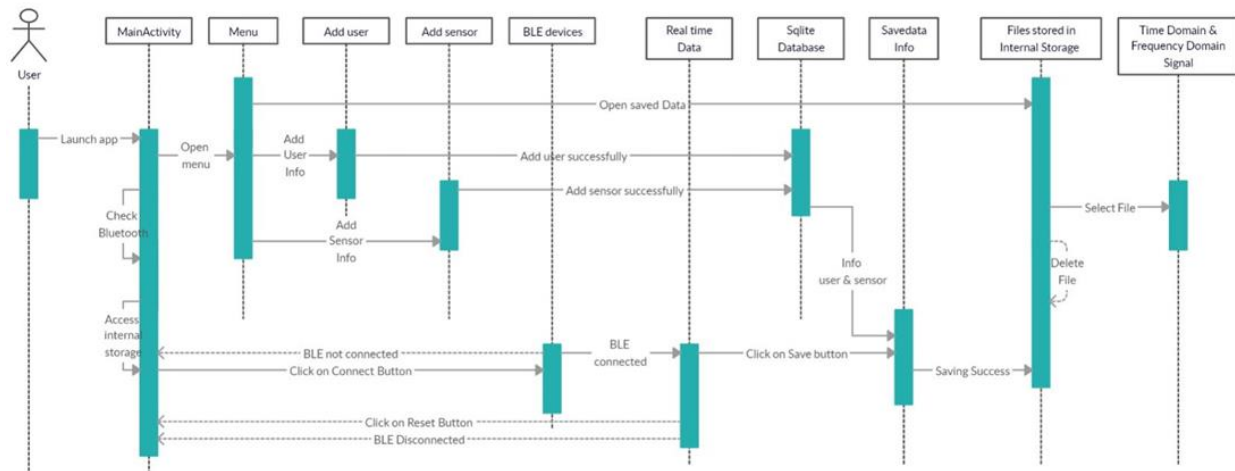 MainActivity
Menu
Add user
Add sensor
BLE devices
Real time
Data
Sqlite
Database
Savedata
Info
Files stored in
Internal Storage
Time Domain &
Frequency Domain
Signal
User
Open saved Data
Launch app
Open
menu
Add
User
Info
Add user successfully
Add sensor successfully
Check
Bluetooth
Add
Sensor
Info
Select File
Info
user & sensor
Delete
File
Access
internal
storage
BLE not connected
BLE
connected
Click on Save button
Click on Connect Button
Saving Success
Click on Reset Button
BLE Disconnected